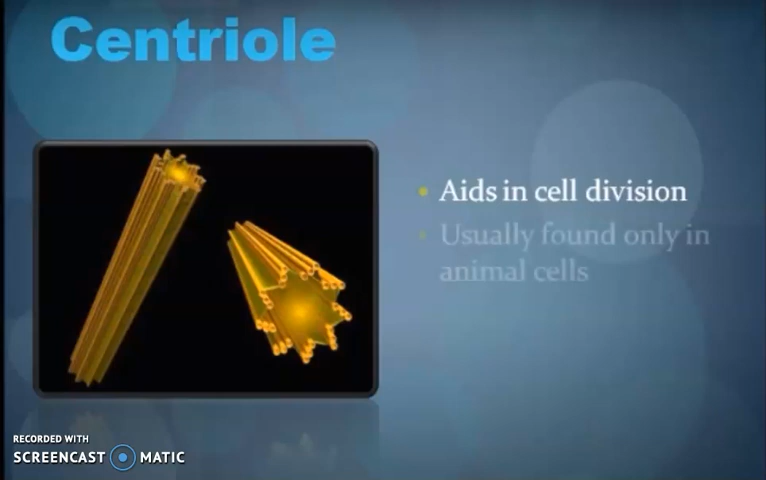 Centriole
• Aids in cell division
• Usually found only in
animal cells
RECORDED WITH
SCREENCAST MATIC